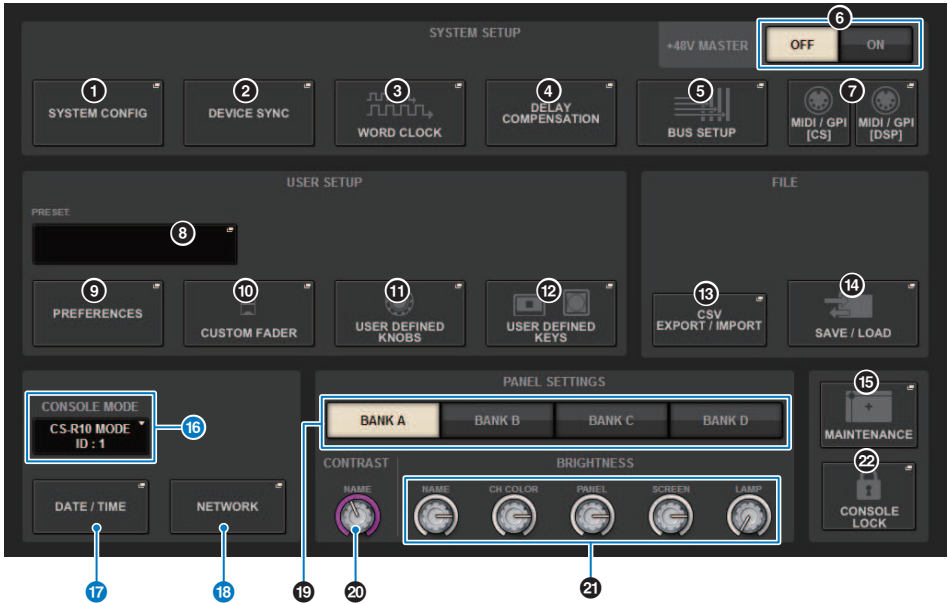 SYSTEM SETUP
+48V MASTER
6
OFF
ON
1
SYSTEM CONFIG
2
DEVICE SYNC
3
WORD CLOCK
4
DELAY
COMPENSATION
5
BUS SETUP
7
MIDI / GPI
[CS]
MIDI / GPI
[DSP]
USER SETUP
PRESET:
8
9
PREFERENCES
10
CUSTOM FADER
11
USER DEFINED
KNOBS
12
USER DEFINED
KEYS
FILE
13
CSV
EXPORT / IMPORT
14
SAVE / LOAD
CONSOLE MODE
CS-R10 MODE
ID : 1
16
DATE / TIME
NETWORK
PANEL SETTINGS
BANK A
BANK B
BANK C
BANK D
CONTRAST
BRIGHTNESS
NAME
NAME
CH COLOR
PANEL
SCREEN
LAMP
15
MAINTENANCE
22
CONSOLE
LOCK
17
18
19
20
21